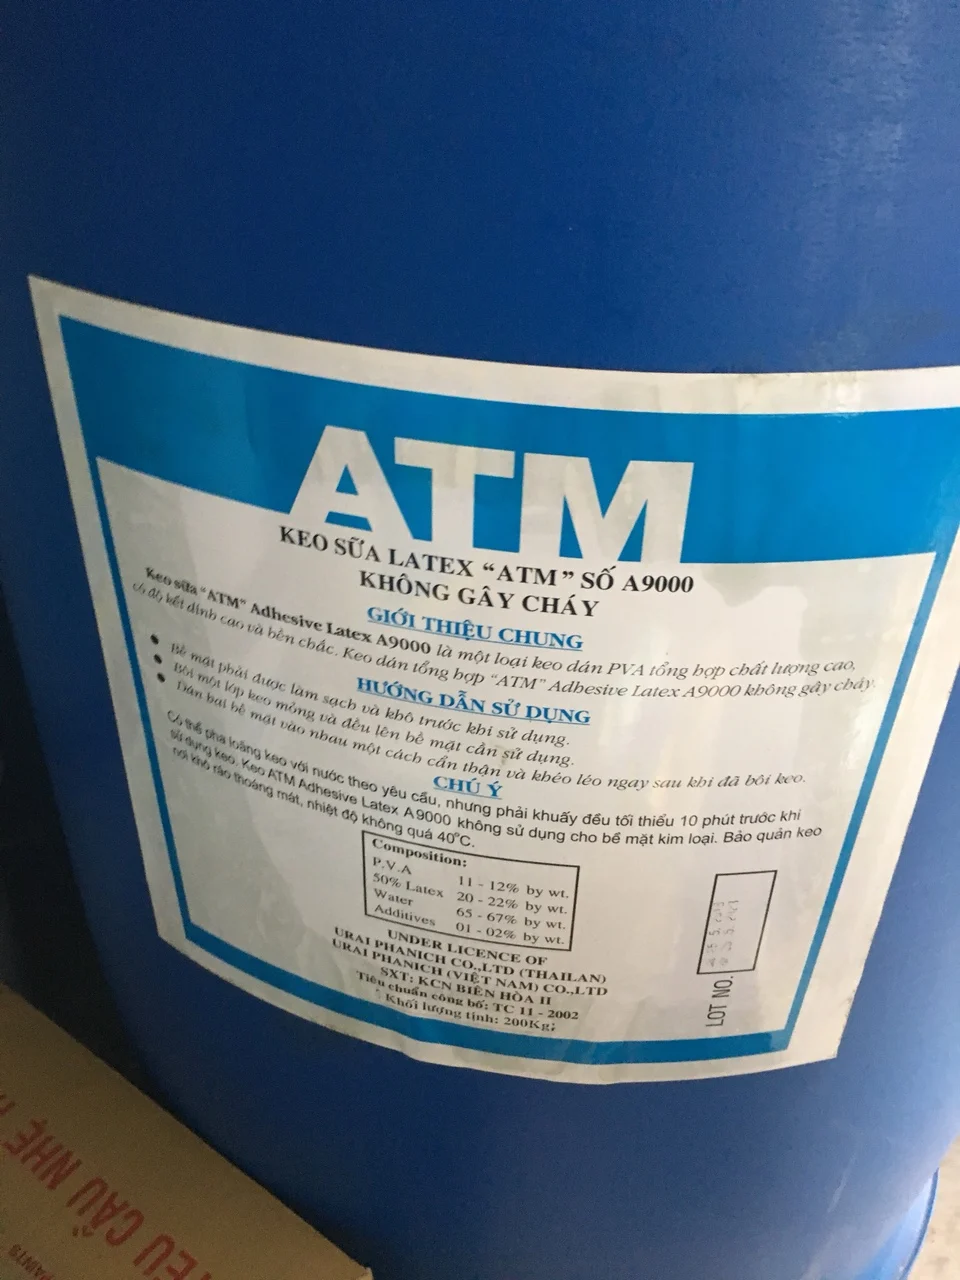 ATM
KEO SỮA LATEX “ATM” SỐ A9000
KHÔNG GÂY CHÁY
GIỚI THIỆU CHUNG
Keo sữa “ATM” Adhesive Latex A9000 là một loại keo dán PVA tổng hợp chất lượng cao,
có độ kết dính cao và bền chắc. Keo dán tổng hợp “ATM” Adhesive Latex A9000 không gây cháy.
HƯỚNG DẪN SỬ DỤNG
• Bề mặt phải được làm sạch và khô trước khi sử dụng.
• Bôi một lớp keo mỏng và đều lên bề mặt cần sử dụng.
• Dán hai bề mặt vào nhau một cách cẩn thận và khéo léo ngay sau khi đã bôi keo.
CHÚ Ý
Có thể pha loãng keo với nước theo yêu cầu, nhưng phải khuấy đều tối thiểu 10 phút trước khi
sử dụng keo. Keo ATM Adhesive Latex A9000 không sử dụng cho bề mặt kim loại. Bảo quản keo
nơi khô ráo thoáng mát, nhiệt độ không quá 40°C.
Composition:
P.V.A 11 - 12% by wt.
50% Latex 20 - 22% by wt.
Water 65 - 67% by wt.
Additives 01 - 02% by wt.
UNDER LICENCE OF
URAI PHANICH CO.,LTD (THAILAN)
URAI PHANICH (VIỆT NAM) CO.,LTD
SXT: KCN BIÊN HÒA II
Tiêu chuẩn công bố: TC 11 - 2002
Khối lượng tịnh: 200Kg;
LOT NO.
CẦU NHẸ
PAINTS